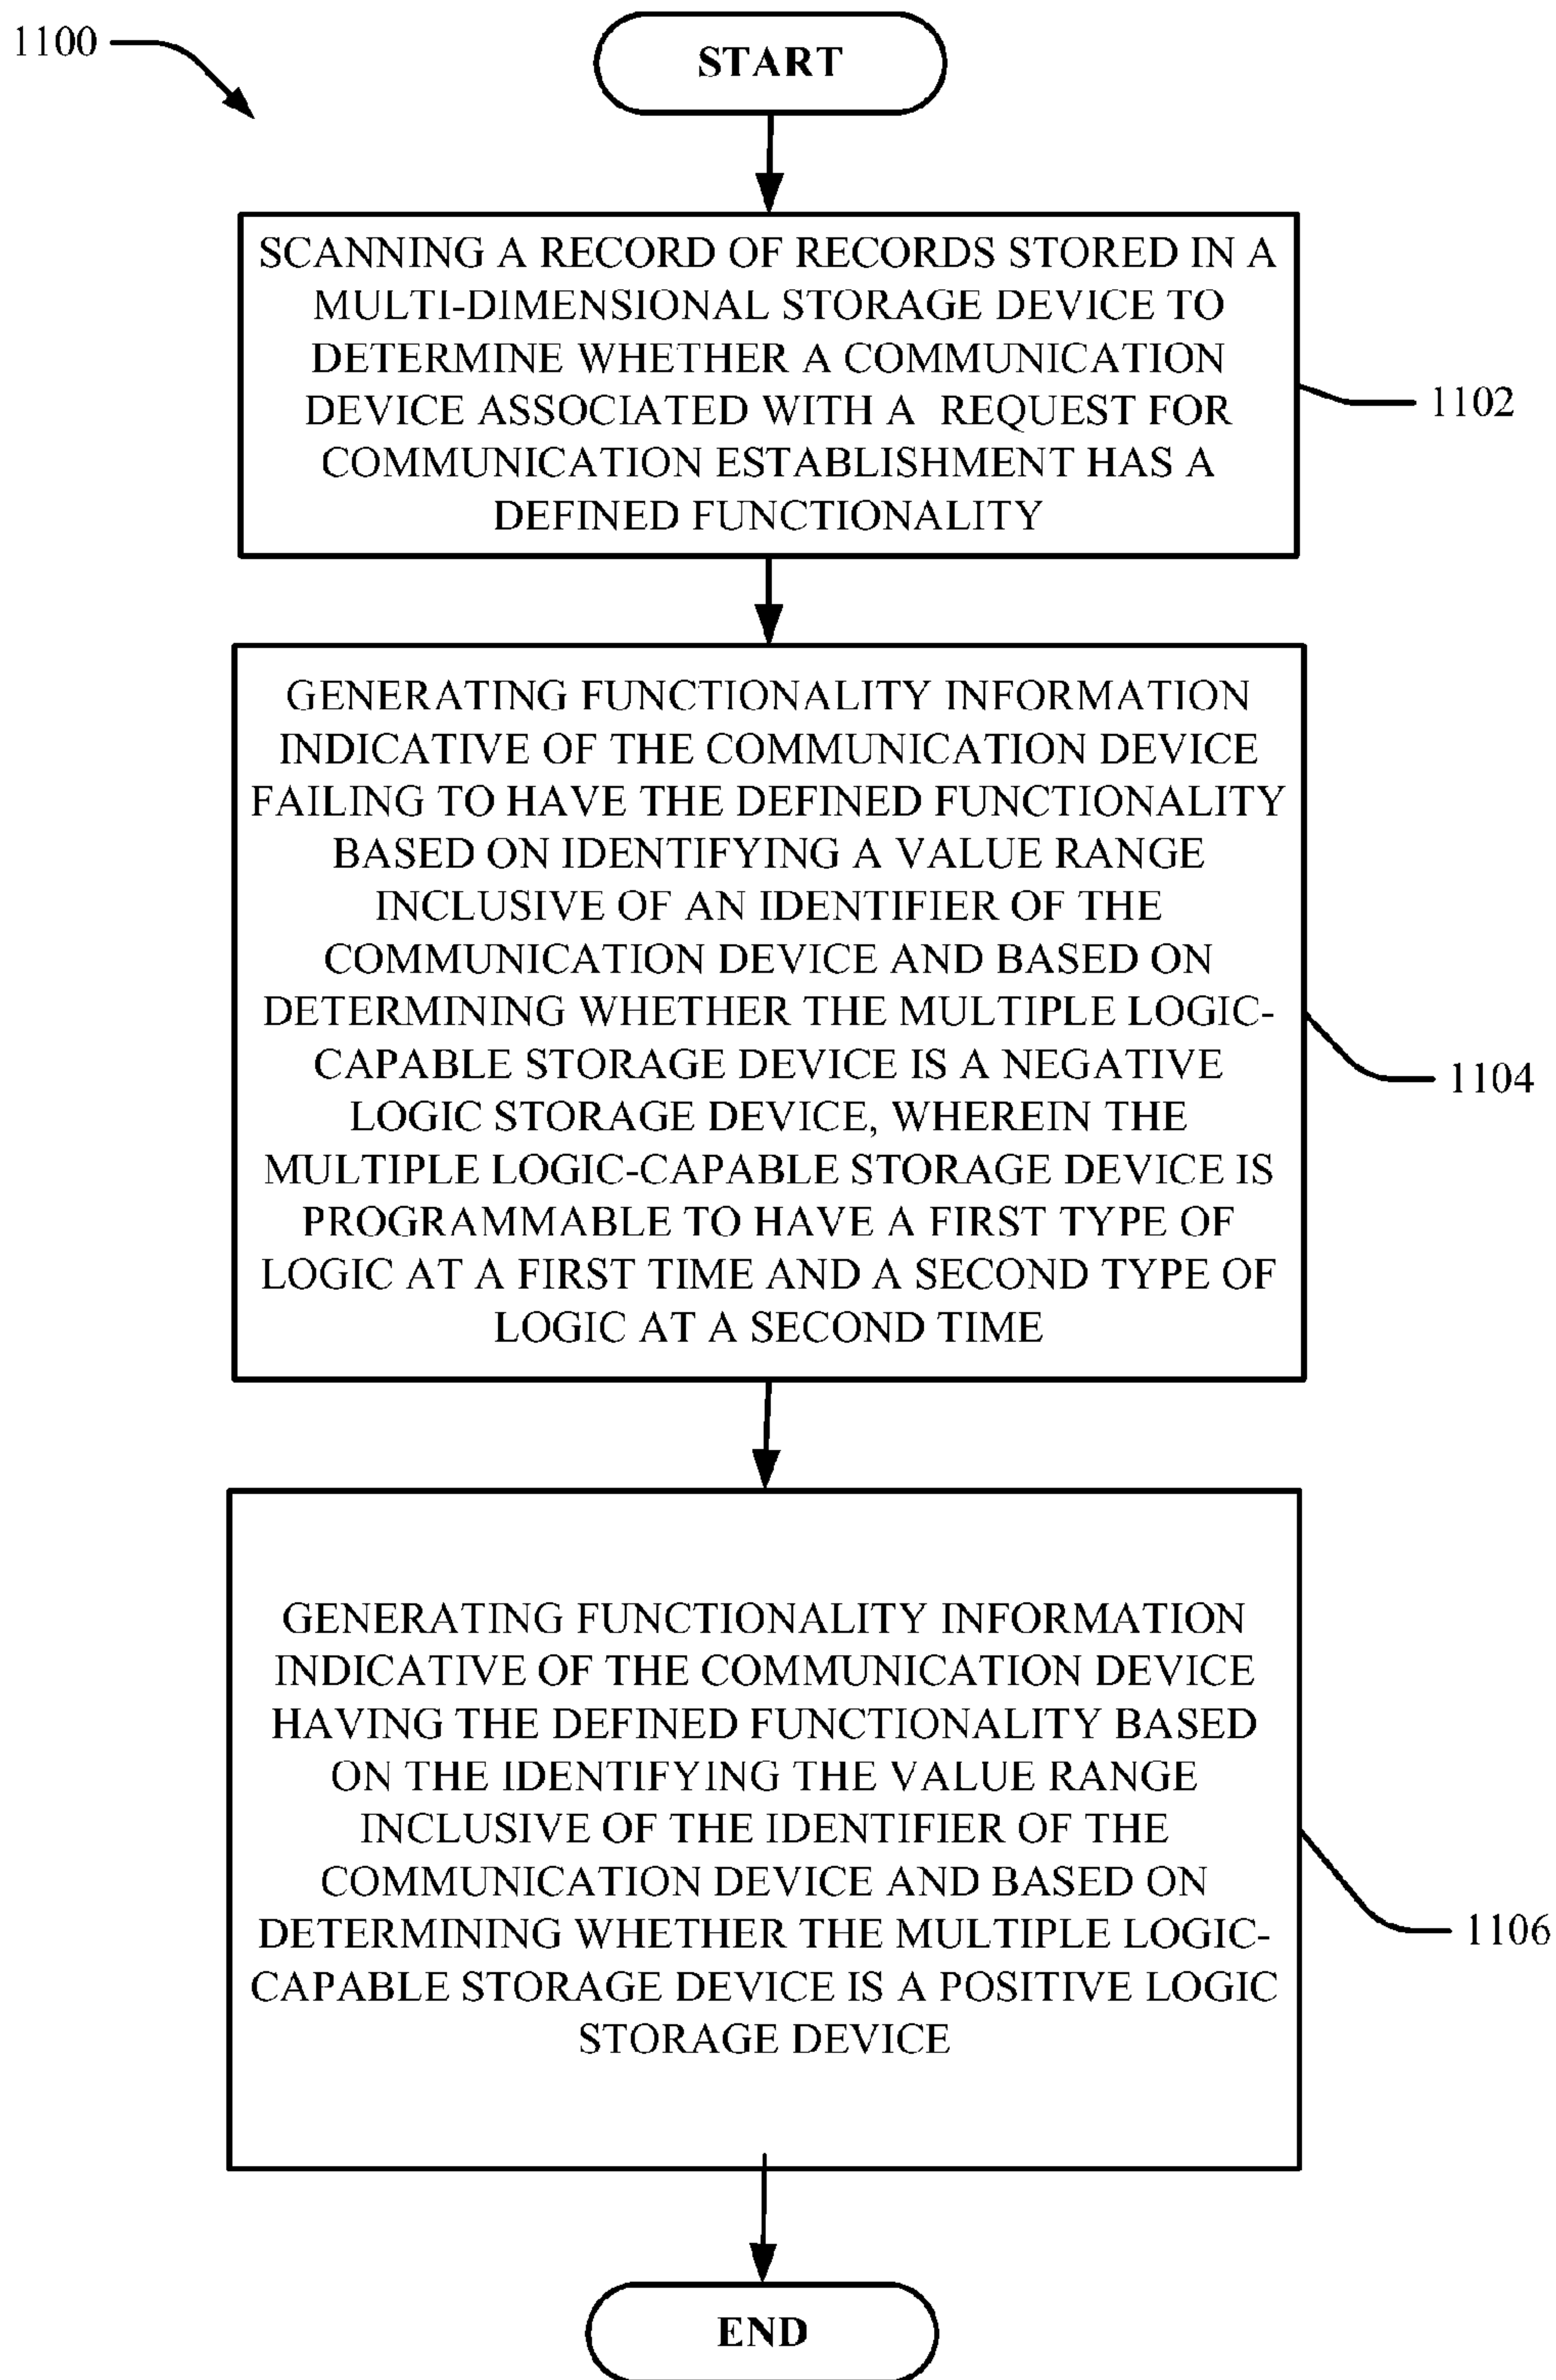 1100
START
SCANNING A RECORD OF RECORDS STORED IN A
MULTI-DIMENSIONAL STORAGE DEVICE TO
DETERMINE WHETHER A COMMUNICATION
DEVICE ASSOCIATED WITH A REQUEST FOR
COMMUNICATION ESTABLISHMENT HAS A
DEFINED FUNCTIONALITY
1102
GENERATING FUNCTIONALITY INFORMATION
INDICATIVE OF THE COMMUNICATION DEVICE
FAILING TO HAVE THE DEFINED FUNCTIONALITY
BASED ON IDENTIFYING A VALUE RANGE
INCLUSIVE OF AN IDENTIFIER OF THE
COMMUNICATION DEVICE AND BASED ON
DETERMINING WHETHER THE MULTIPLE LOGIC-
CAPABLE STORAGE DEVICE IS A NEGATIVE
LOGIC STORAGE DEVICE, WHEREIN THE
MULTIPLE LOGIC-CAPABLE STORAGE DEVICE IS
PROGRAMMABLE TO HAVE A FIRST TYPE OF
LOGIC AT A FIRST TIME AND A SECOND TYPE OF
LOGIC AT A SECOND TIME
1104
GENERATING FUNCTIONALITY INFORMATION
INDICATIVE OF THE COMMUNICATION DEVICE
HAVING THE DEFINED FUNCTIONALITY BASED
ON THE IDENTIFYING THE VALUE RANGE
INCLUSIVE OF THE IDENTIFIER OF THE
COMMUNICATION DEVICE AND BASED ON
DETERMINING WHETHER THE MULTIPLE LOGIC-
CAPABLE STORAGE DEVICE IS A POSITIVE LOGIC
STORAGE DEVICE
1106
END